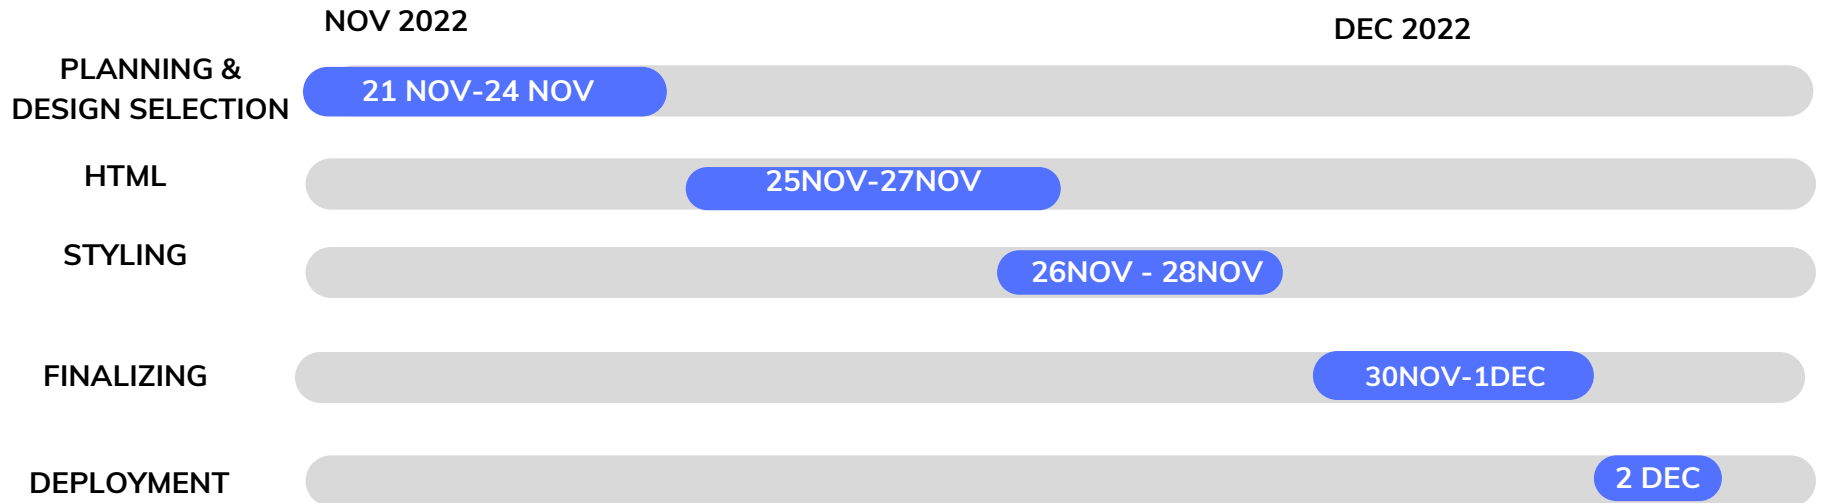 NOV 2022
DEC 2022
PLANNING &
DESIGN SELECTION
21 NOV-24 NOV
HTML
25NOV-27NOV
STYLING
26NOV - 28NOV
FINALIZING
30NOV-1DEC
DEPLOYMENT
2 DEC